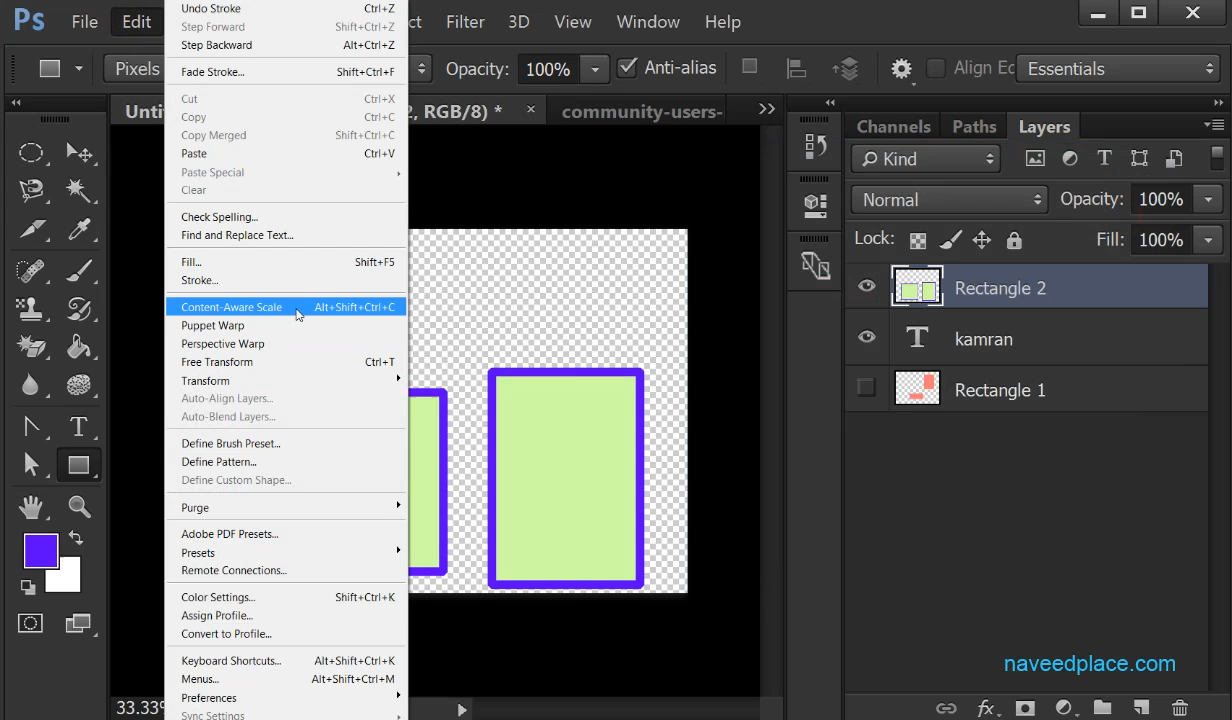 Ps File Edit ct Filter 3D View Window Help
Pixels Opacity: 100% Anti-alias Align Ec Essentials
Unti 2, RGB/8) * × community-users- Channels Paths Layers
Undo Stroke Ctrl+Z
Step Forward Shift+Ctrl+Z
Step Backward Alt+Ctrl+Z
Fade Stroke... Shift+Ctrl+F
Cut Ctrl+X
Copy Ctrl+C
Copy Merged Shift+Ctrl+C
Paste Ctrl+V
Paste Special
Clear
Check Spelling...
Find and Replace Text...
Fill... Shift+F5
Stroke...
Content-Aware Scale Alt+Shift+Ctrl+C
Puppet Warp
Perspective Warp
Free Transform Ctrl+T
Transform
Auto-Align Layers...
Auto-Blend Layers...
Define Brush Preset...
Define Pattern...
Define Custom Shape...
Purge
Adobe PDF Presets...
Presets
Remote Connections...
Color Settings... Shift+Ctrl+K
Assign Profile...
Convert to Profile...
Keyboard Shortcuts... Alt+Shift+Ctrl+K
Menus... Alt+Shift+Ctrl+M
Preferences
Sync Settings
33.33%
Kind
Normal Opacity: 100%
Lock: Fill: 100%
Rectangle 2
T kamran
Rectangle 1
naveedplace.com
fx